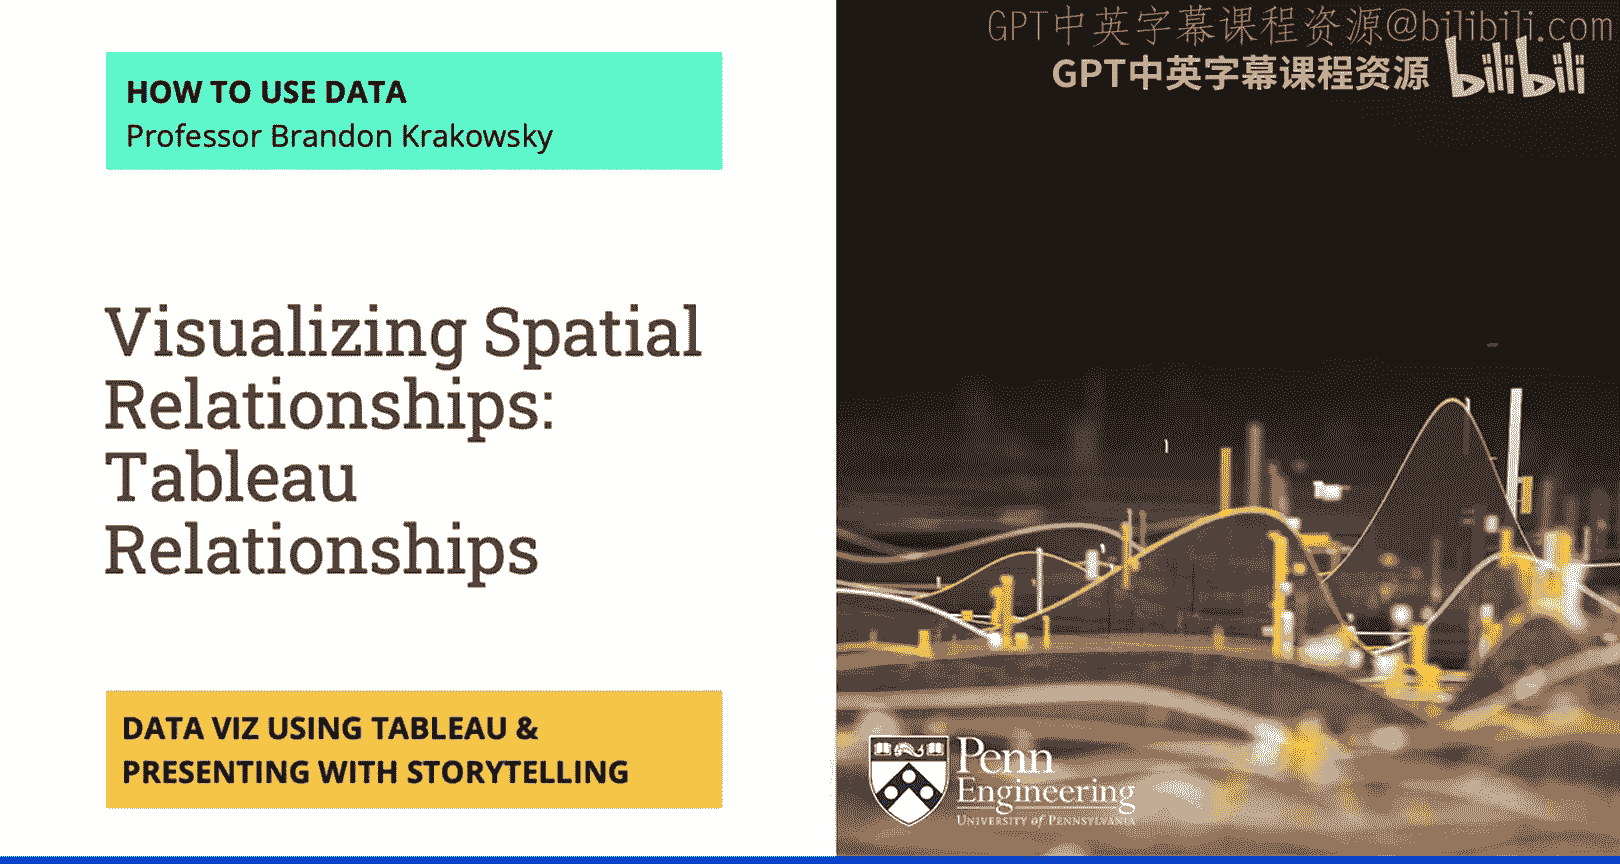 HOW TO USE DATA
Professor Brandon Krakowsky
Visualizing Spatial
Relationships:
Tableau
Relationships
DATA VIZ USING TABLEAU &
PRESENTING WITH STORYTELLING
GPT中英字幕课程资源@bilibili.com
GPT中英字幕课程资源 bilibili
Penn
Engineering
UNIVERSITY of PENNSYLVANIA